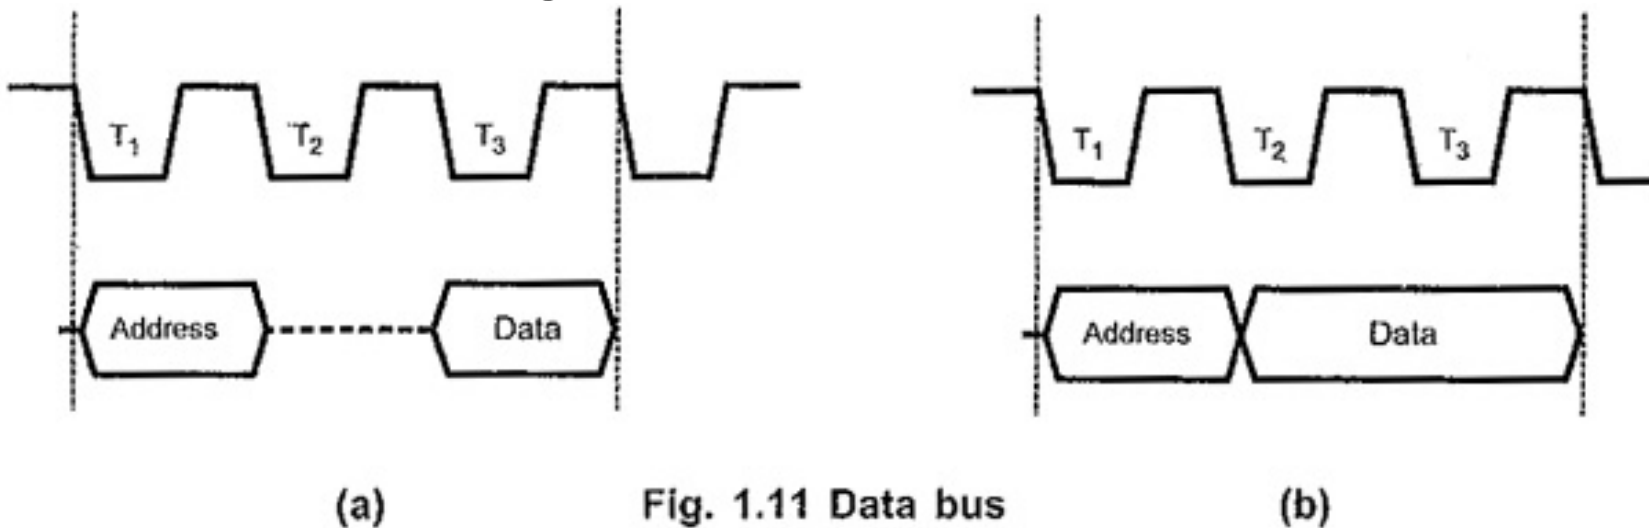 T1 T2 T3
T1 T2 T3
Address Data
Address Data
(a) Fig. 1.11 Data bus (b)